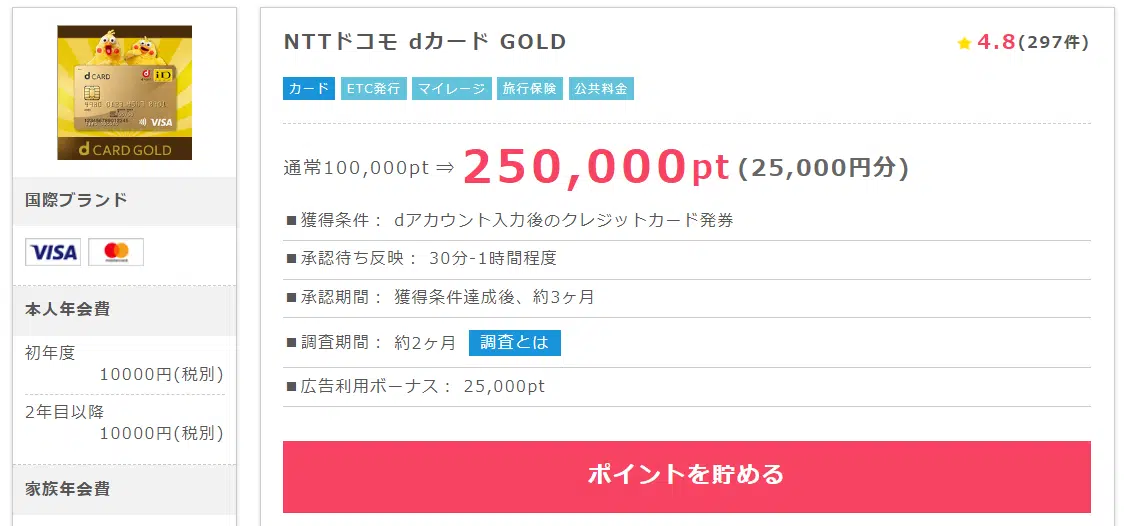 d CARD
iD
VISA
d CARD GOLD
国際ブランド
VISA
mastercard
本人年会費
初年度
10000円(税別)
2年目以降
10000円(税別)
家族年会費
NTTドコモ dカード GOLD
4.8(297件)
カード ETC発行 マイレージ 旅行保険 公共料金
通常100,000pt ⇒ 250,000pt (25,000円分)
■獲得条件： dアカウント入力後のクレジットカード発券
■承認待ち反映： 30分-1時間程度
■承認期間： 獲得条件達成後、約3ヶ月
■調査期間： 約2ヶ月 調査とは
■広告利用ボーナス： 25,000pt
ポイントを貯める